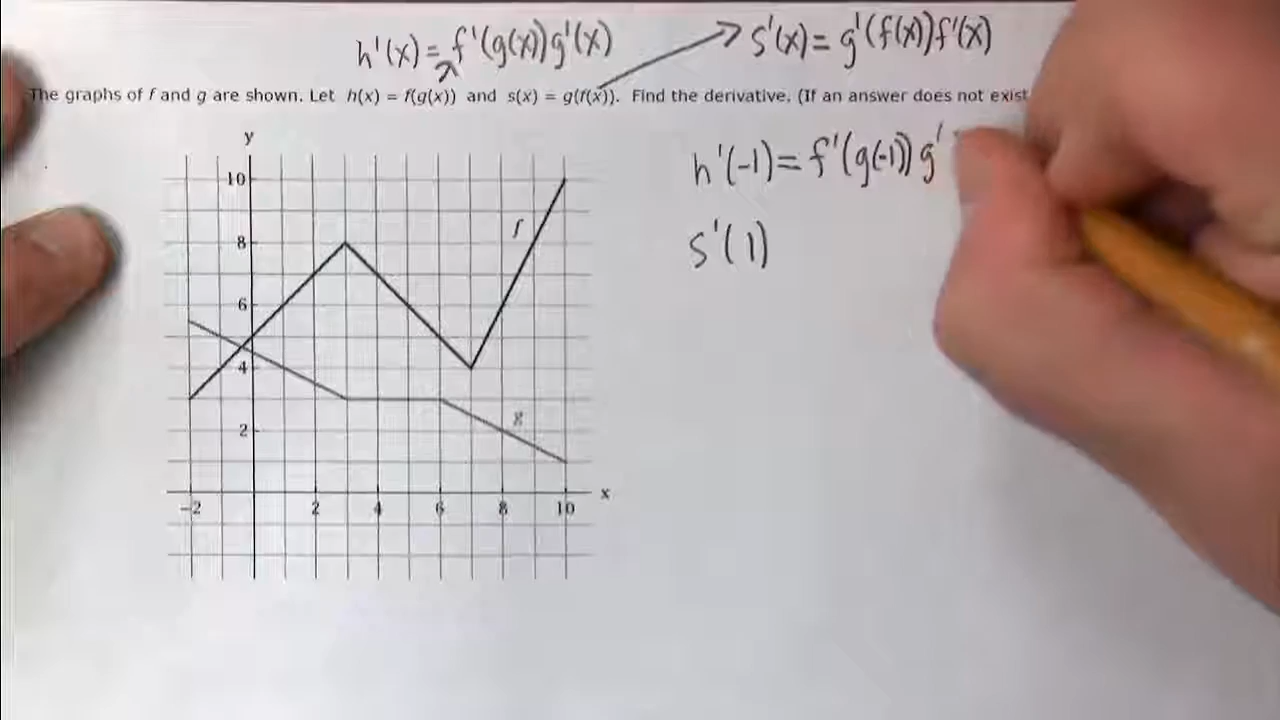 h'(x) = f'(g(x))g'(x)
s'(x) = g'(f(x))f'(x)
The graphs of f and g are shown. Let h(x) = f(g(x)) and s(x) = g(f(x)). Find the derivative. (If an answer does not exist
h'(-1) = f'(g(-1))g'
s'(1)
y
10
8
6
4
2
f
g
-2
2
4
6
8
10
x